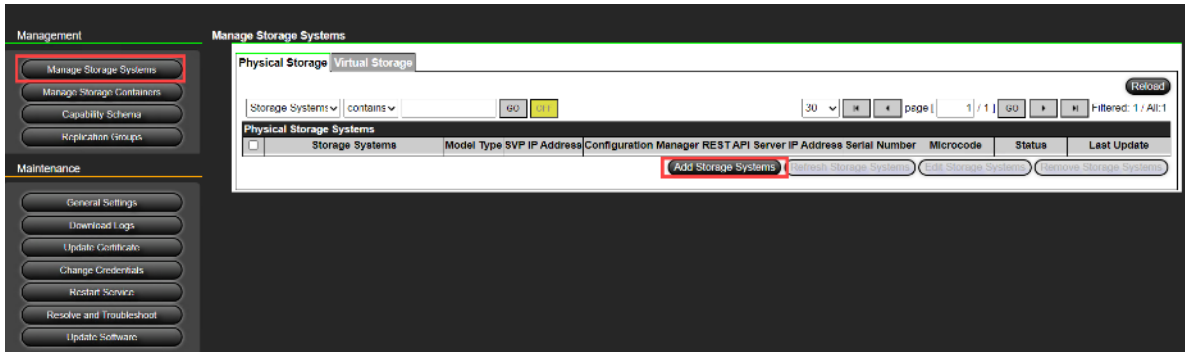 Management
Manage Storage Systems
Manage Storage Systems
Manage Storage Containers
Capability Schema
Replication Groups
Maintenance
General Settings
Download Logs
Update Certificate
Change Credentials
Restart Service
Resolve and Troubleshoot
Update Software
Physical Storage Virtual Storage
Reload
Storage Systems contains GO OFF 30 page [ 1 / 1 ] GO Filtered: 1 / All:1
Physical Storage Systems
Storage Systems Model Type SVP IP Address Configuration Manager REST API Server IP Address Serial Number Microcode Status Last Update
Add Storage Systems Refresh Storage Systems Edit Storage Systems Remove Storage Systems